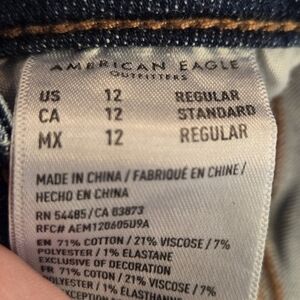 AMERICAN EAGLE
OUTFITTERS
US 12 REGULAR
CA 12 STANDARD
MX 12 REGULAR
MADE IN CHINA / FABRIQUÉ EN CHINE /
HECHO EN CHINA
RN 54485/CA 03873
RFC# AEM120605U9A
EN 71% COTTON / 21% VISCOSE / 7%
POLYESTER / 1% ELASTANE
EXCLUSIVE OF DECORATION
FR 71% COTON / 21% VISCOSE / 7%
POLYESTER / 1% ÉLASTHANNE